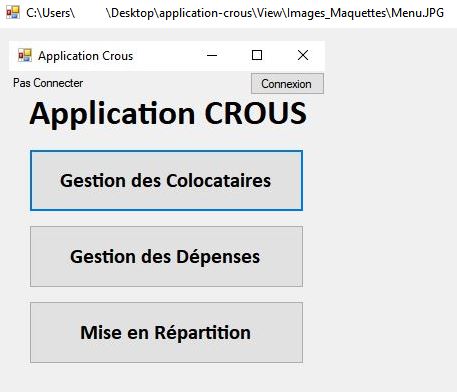 C:\Users\ \Desktop\application-crous\View\Images_Maquettes\Menu.JPG
Application Crous
Pas Connecter
Connexion
Application CROUS
Gestion des Colocataires
Gestion des Dépenses
Mise en Répartition